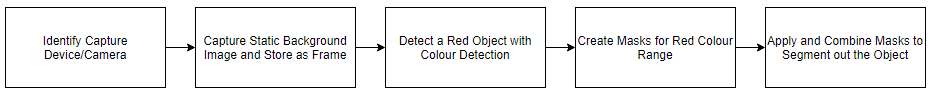 Identify Capture
Device/Camera
Capture Static Background
Image and Store as Frame
Detect a Red Object with
Colour Detection
Create Masks for Red Colour
Range
Apply and Combine Masks to
Segment out the Object